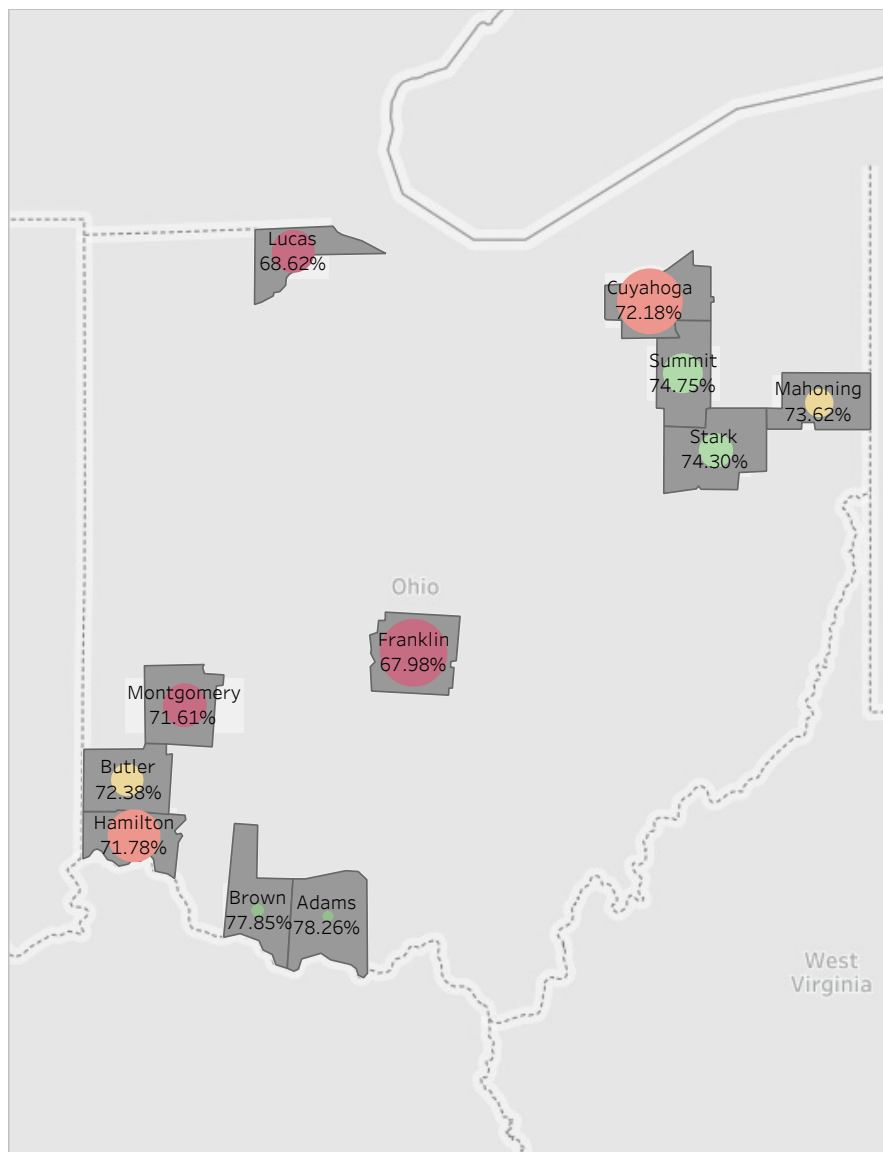 Lucas
68.62%
Cuyahoga
72.18%
Summit
74.75%
Mahoning
73.62%
Stark
74.30%
Ohio
Franklin
67.98%
Montgomery
71.61%
Butler
72.38%
Hamilton
71.78%
Brown
77.85%
Adams
78.26%
West
Virginia